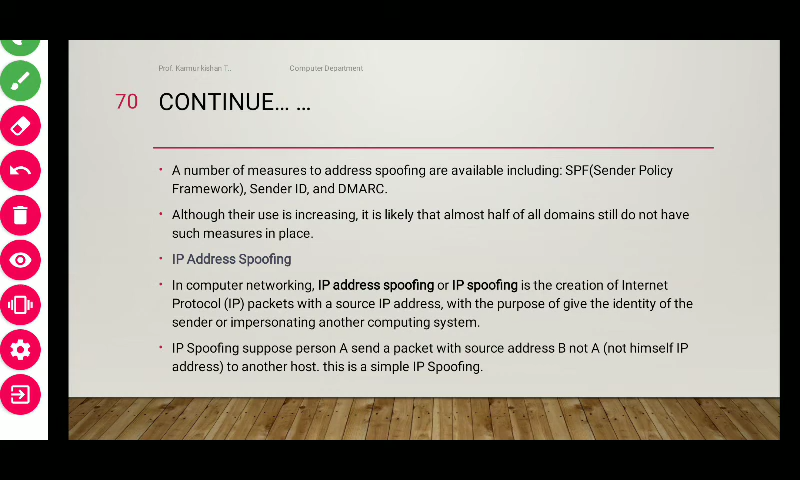 Prof. Karmur kishan T.. Computer Department
70 CONTINUE... ...
• A number of measures to address spoofing are available including: SPF(Sender Policy
Framework), Sender ID, and DMARC.
• Although their use is increasing, it is likely that almost half of all domains still do not have
such measures in place.
• IP Address Spoofing
• In computer networking, IP address spoofing or IP spoofing is the creation of Internet
Protocol (IP) packets with a source IP address, with the purpose of give the identity of the
sender or impersonating another computing system.
• IP Spoofing suppose person A send a packet with source address B not A (not himself IP
address) to another host. this is a simple IP Spoofing.